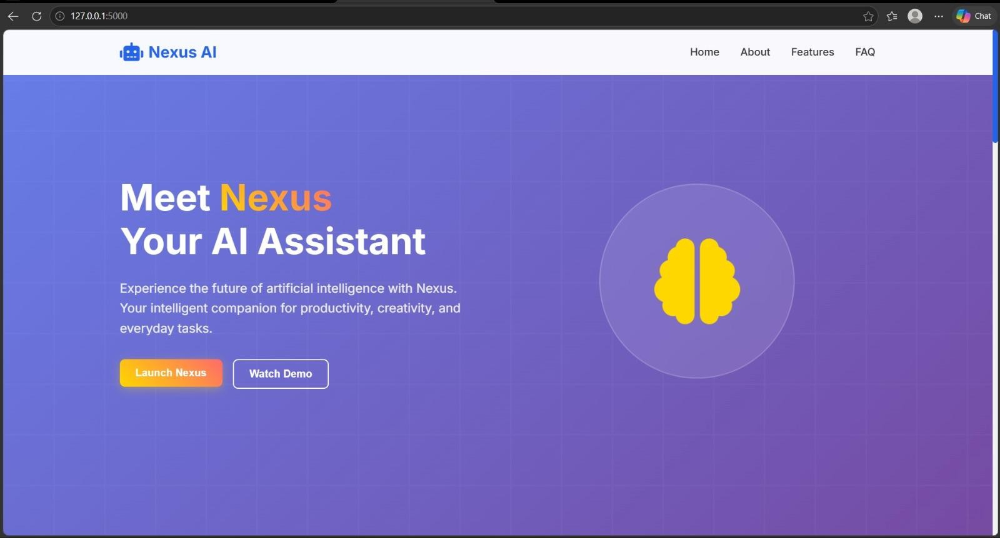 127.0.0.1:5000
Chat
Nexus AI
Home
About
Features
FAQ
Meet Nexus
Your AI Assistant
Experience the future of artificial intelligence with Nexus.
Your intelligent companion for productivity, creativity, and
everyday tasks.
Launch Nexus
Watch Demo